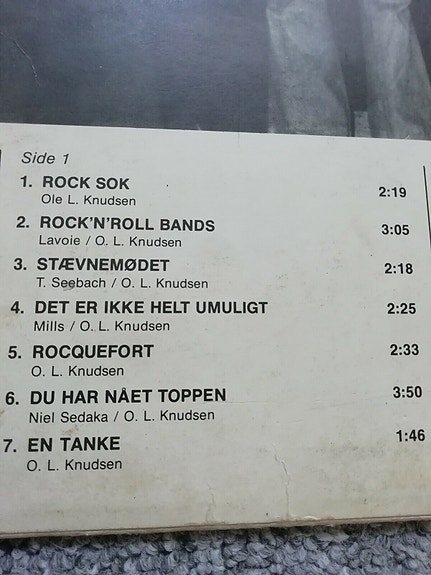 Side 1
1. ROCK SOK 2:19
Ole L. Knudsen
2. ROCK'N'ROLL BANDS 3:05
Lavoie / O. L. Knudsen
3. STÆVNEMØDET 2:18
T. Seebach / O. L. Knudsen
4. DET ER IKKE HELT UMULIGT 2:25
Mills / O. L. Knudsen
5. ROCQUEFORT 2:33
O. L. Knudsen
6. DU HAR NÅET TOPPEN 3:50
Niel Sedaka / O. L. Knudsen
7. EN TANKE 1:46
O. L. Knudsen